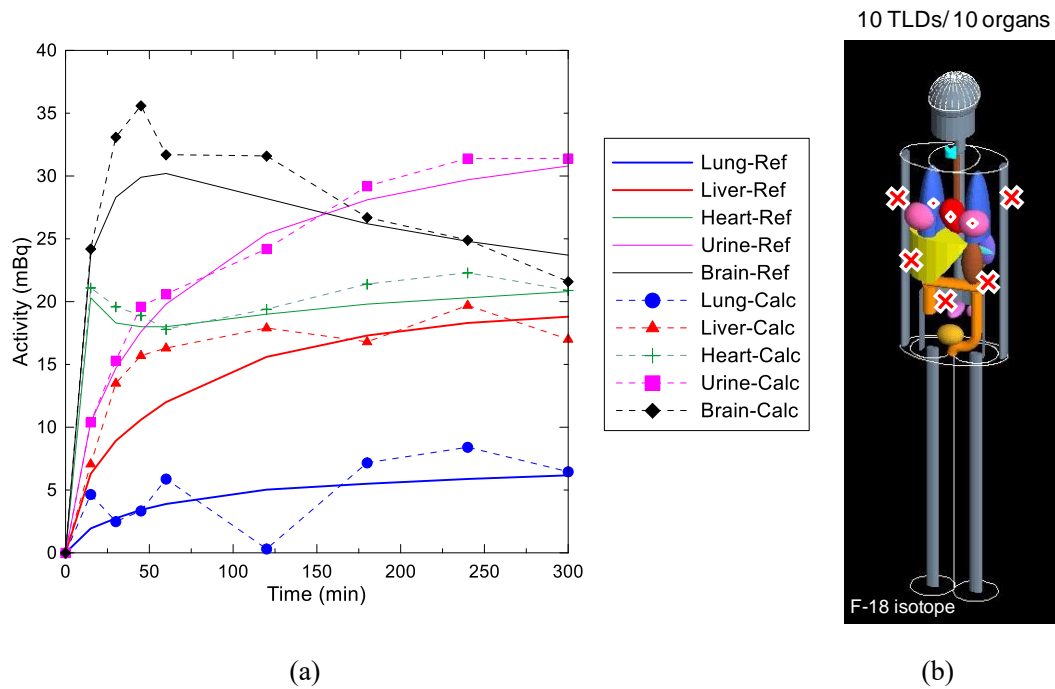 10 TLDs/10 organs
40
35
30
25
20
15
10
5
0
Activity (mBq)
0 50 100 150 200 250 300
Time (min)
Lung-Ref
Liver-Ref
Heart-Ref
Urine-Ref
Brain-Ref
Lung-Calc
Liver-Calc
Heart-Calc
Urine-Calc
Brain-Calc
F-18 isotope
(a)
(b)